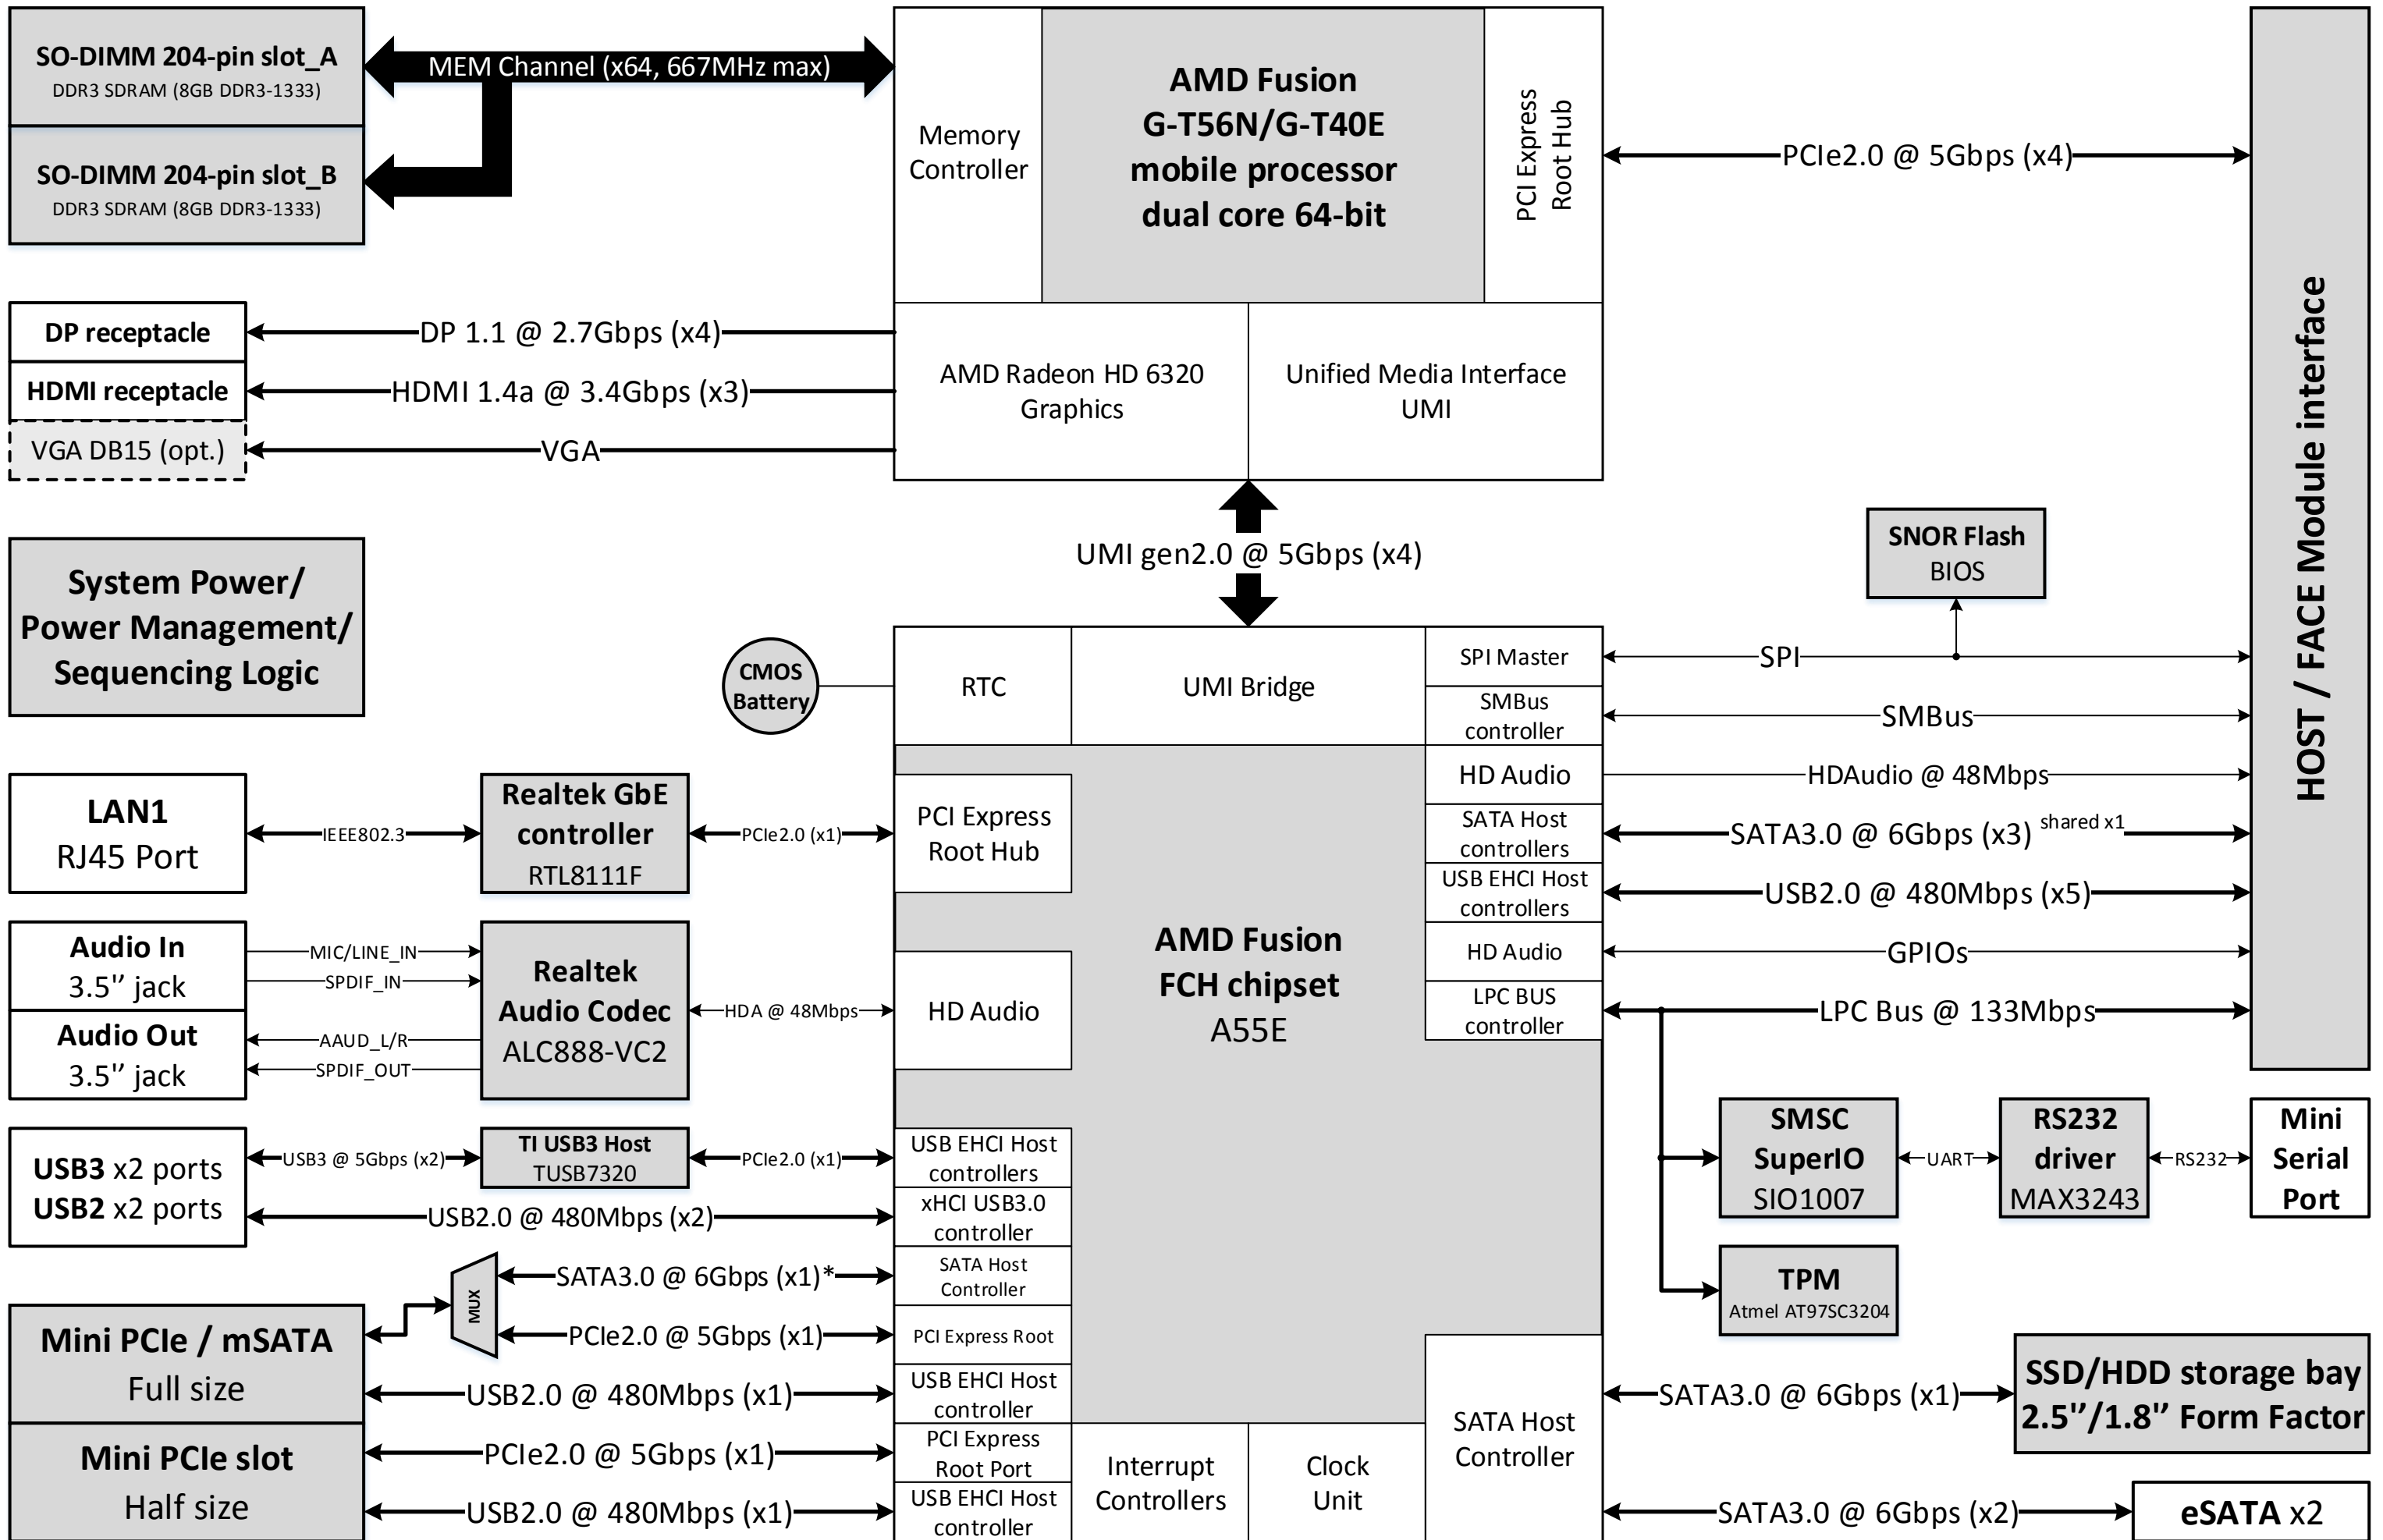 SO-DIMM 204-pin slot_A
DDR3 SDRAM (8GB DDR3-1333)
SO-DIMM 204-pin slot_B
DDR3 SDRAM (8GB DDR3-1333)
MEM Channel (x64, 667MHz max)
Memory
Controller
AMD Fusion
G-T56N/G-T40E
mobile processor
dual core 64-bit
PCI Express
Root Hub
PCIe2.0 @ 5Gbps (x4)
HOST / FACE Module interface
DP receptacle
HDMI receptacle
VGA DB15 (opt.)
DP 1.1 @ 2.7Gbps (x4)
HDMI 1.4a @ 3.4Gbps (x3)
VGA
AMD Radeon HD 6320
Graphics
Unified Media Interface
UMI
UMI gen2.0 @ 5Gbps (x4)
System Power/
Power Management/
Sequencing Logic
SNOR Flash
BIOS
CMOS
Battery
RTC
UMI Bridge
SPI Master
SPI
SMBus
controller
SMBus
HD Audio
HDAudio @ 48Mbps
SATA Host
controllers
SATA3.0 @ 6Gbps (x3) shared x1
USB EHCI Host
controllers
USB2.0 @ 480Mbps (x5)
HD Audio
GPIOs
LPC BUS
controller
LPC Bus @ 133Mbps
LAN1
RJ45 Port
IEEE802.3
Realtek GbE
controller
RTL8111F
PCIe2.0 (x1)
PCI Express
Root Hub
AMD Fusion
FCH chipset
A55E
Audio In
3.5'' jack
Audio Out
3.5'' jack
MIC/LINE_IN
SPDIF_IN
AAUD_L/R
SPDIF_OUT
Realtek
Audio Codec
ALC888-VC2
HDA @ 48Mbps
HD Audio
USB3 x2 ports
USB2 x2 ports
USB3 @ 5Gbps (x2)
TI USB3 Host
TUSB7320
PCIe2.0 (x1)
USB EHCI Host
controllers
USB2.0 @ 480Mbps (x2)
xHCI USB3.0
controller
SMSC
SuperIO
SIO1007
UART
RS232
driver
MAX3243
RS232
Mini
Serial
Port
TPM
Atmel AT97SC3204
MUX
SATA3.0 @ 6Gbps (x1)*
SATA Host
Controller
PCIe2.0 @ 5Gbps (x1)
PCI Express Root
Mini PCIe / mSATA
Full size
USB2.0 @ 480Mbps (x1)
USB EHCI Host
controller
Mini PCIe slot
Half size
PCIe2.0 @ 5Gbps (x1)
PCI Express
Root Port
USB2.0 @ 480Mbps (x1)
USB EHCI Host
controller
Interrupt
Controllers
Clock
Unit
SATA Host
Controller
SATA3.0 @ 6Gbps (x1)
SSD/HDD storage bay
2.5''/1.8'' Form Factor
SATA3.0 @ 6Gbps (x2)
eSATA x2